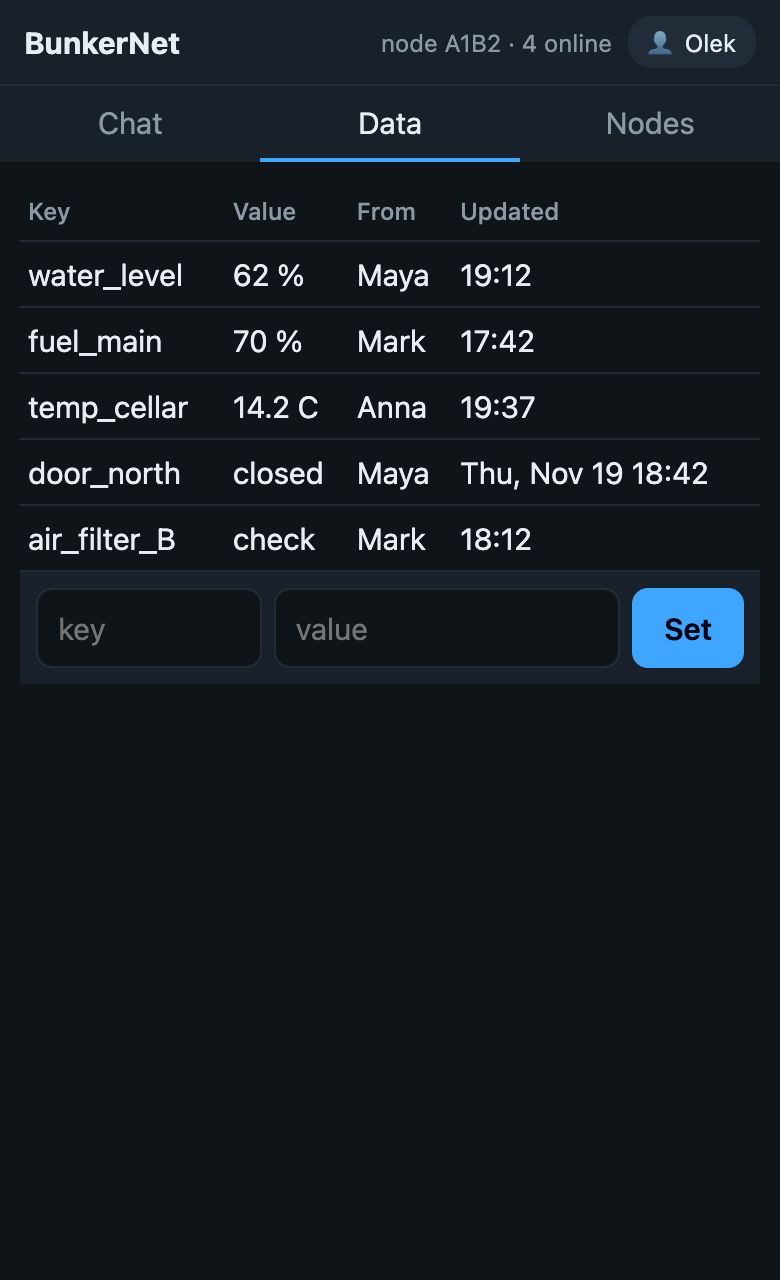 BunkerNet node A1B2 · 4 online 👤 Olek
Chat Data Nodes
Key Value From Updated
water_level 62 % Maya 19:12
fuel_main 70 % Mark 17:42
temp_cellar 14.2 C Anna 19:37
door_north closed Maya Thu, Nov 19 18:42
air_filter_B check Mark 18:12
key value Set